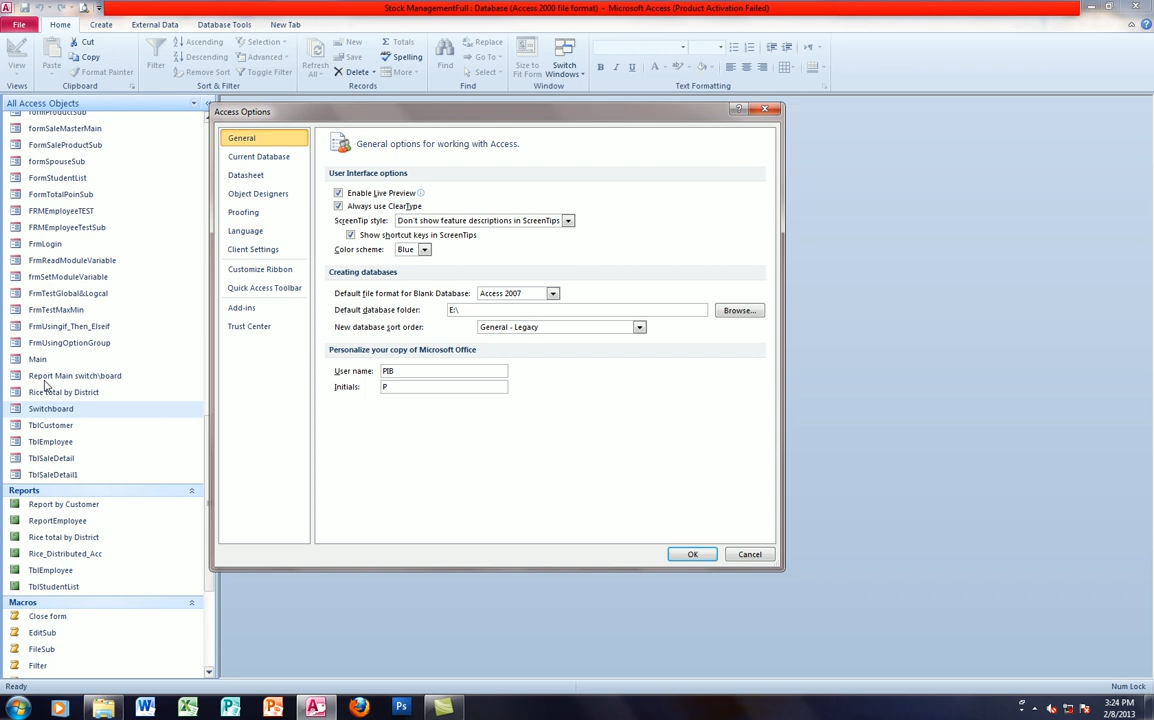 Stock ManagementFull : Database (Access 2000 file format) - Microsoft Access (Product Activation Failed)
File Home Create External Data Database Tools New Tab
View
Views
Paste
Cut
Copy
Format Painter
Clipboard
Filter
Ascending
Descending
Remove Sort
Selection
Advanced
Toggle Filter
Sort & Filter
Refresh All
New
Save
Delete
Totals
Spelling
More
Records
Find
Replace
Go To
Select
Find
Size to Fit Form
Switch Windows
Window
B I U
A
Text Formatting
All Access Objects
formProductSub
formSaleMasterMain
FormSaleProductSub
formSpouseSub
FormStudentList
FormTotalPoinSub
FRMEmployeeTEST
FRMEmployeeTestSub
FrmLogin
FrmReadModuleVariable
frmSetModuleVariable
FrmTestGlobal&Logcal
FrmTestMaxMin
FrmUsingif_Then_Elseif
FrmUsingOptionGroup
Main
Report Main switch\board
Rice total by District
Switchboard
TblCustomer
TblEmployee
TblSaleDetail
TblSaleDetail1
Reports
Report by Customer
ReportEmployee
Rice total by District
Rice_Distributed_Acc
TblEmployee
TblStudentList
Macros
Close form
EditSub
FileSub
Filter
Access Options
General
Current Database
Datasheet
Object Designers
Proofing
Language
Client Settings
Customize Ribbon
Quick Access Toolbar
Add-ins
Trust Center
General options for working with Access.
User Interface options
Enable Live Preview
Always use ClearType
ScreenTip style: Don't show feature descriptions in ScreenTips
Show shortcut keys in ScreenTips
Color scheme: Blue
Creating databases
Default file format for Blank Database: Access 2007
Default database folder: E:\ Browse...
New database sort order: General - Legacy
Personalize your copy of Microsoft Office
User name: PIB
Initials: P
OK Cancel
Ready Num Lock
3:24 PM
2/8/2013